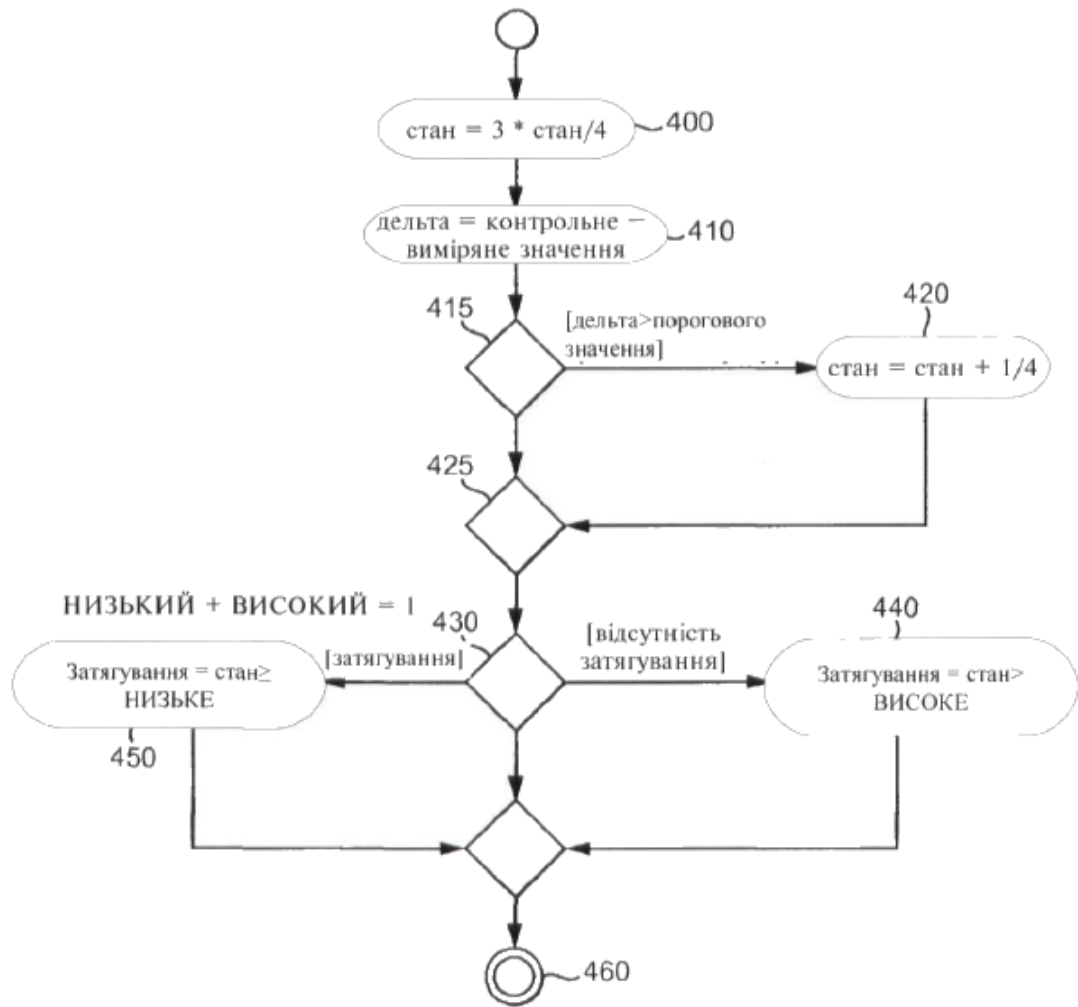 стан = 3 * стан/4
400
дельта = контрольне −
виміряне значення
410
415
[дельта>порогового
значення]
420
стан = стан + 1/4
425
НИЗЬКИЙ + ВИСОКИЙ = 1
430
[затягування]
[відсутність
затягування]
440
Затягування = стан≥
НИЗЬКЕ
450
Затягування = стан>
ВИСОКЕ
460